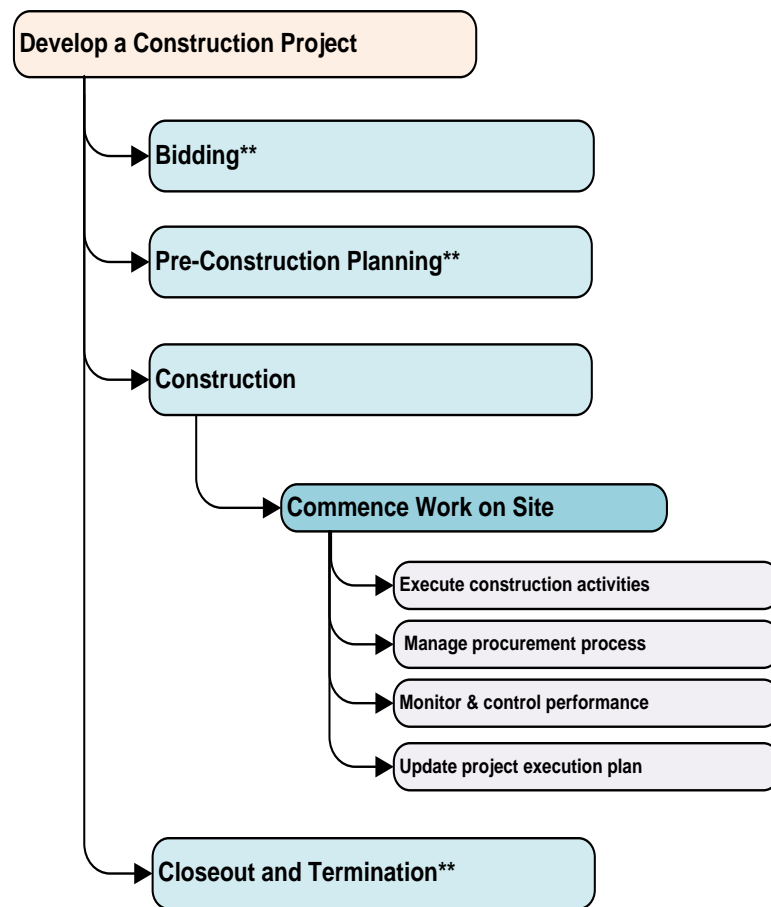 Develop a Construction Project
Bidding**
Pre-Construction Planning**
Construction
Commence Work on Site
Execute construction activities
Manage procurement process
Monitor & control performance
Update project execution plan
Closeout and Termination**